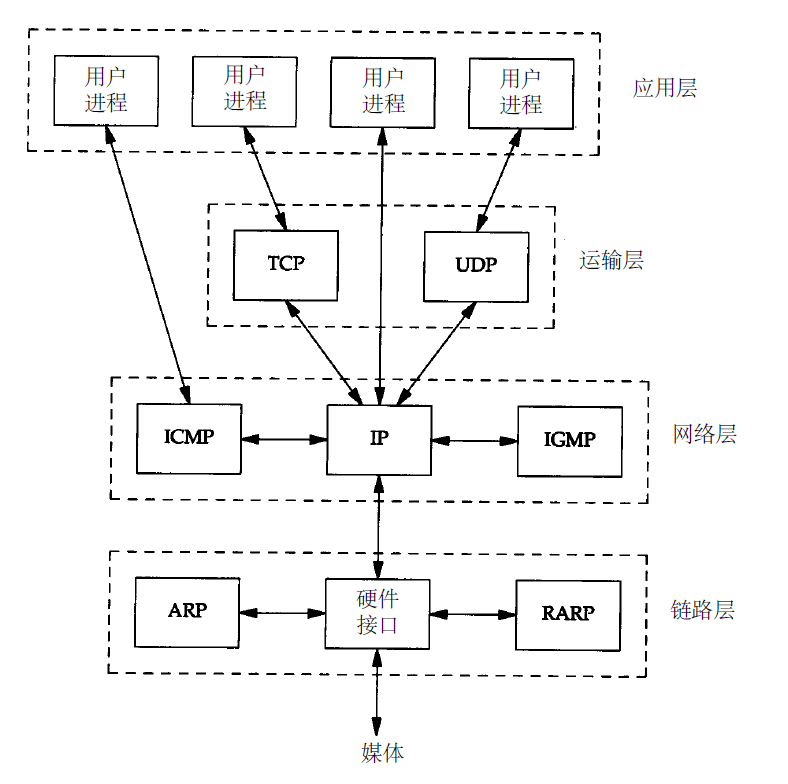 用户
进程
用户
进程
用户
进程
用户
进程
应用层
TCP
UDP
运输层
ICMP
IP
IGMP
网络层
ARP
硬件
接口
RARP
链路层
媒体